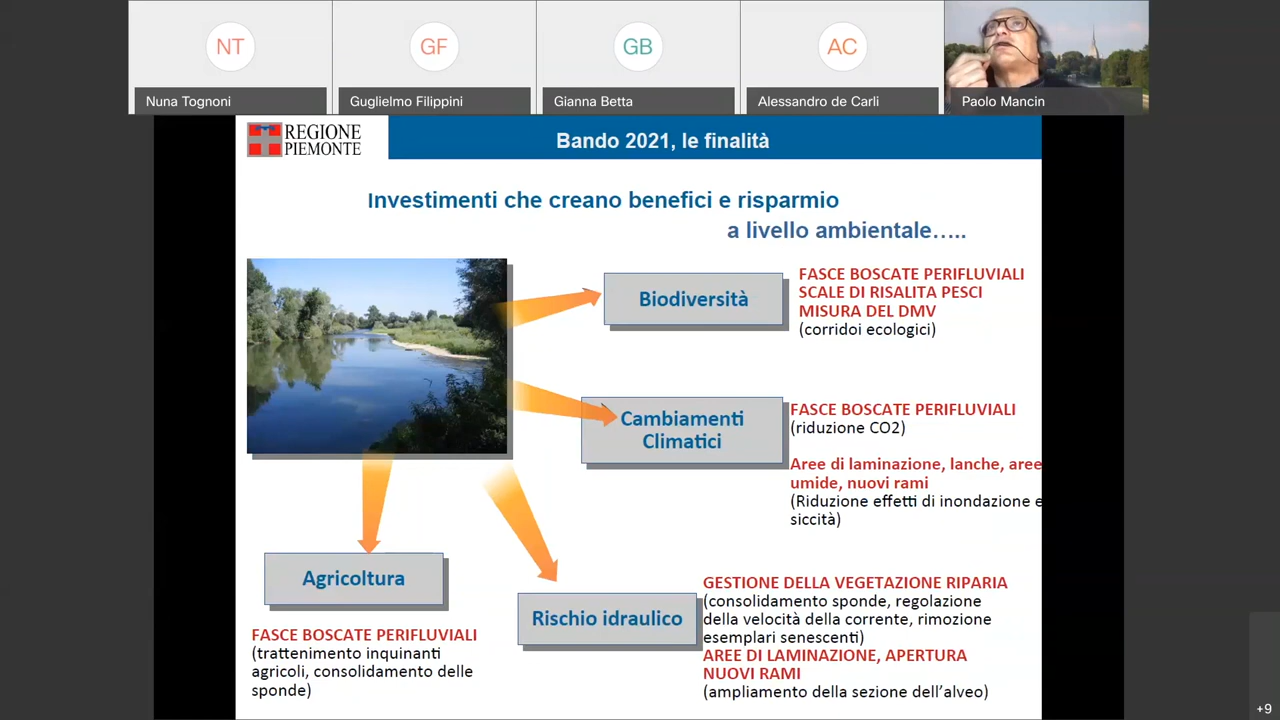 NT
GF
GB
AC
Nuna Tognoni
Guglielmo Filippini
Gianna Betta
Alessandro de Carli
Paolo Mancin
REGIONE
PIEMONTE
Bando 2021, le finalità
Investimenti che creano benefici e risparmio
a livello ambientale…..
Biodiversità
FASCE BOSCATE PERIFLUVIALI
SCALE DI RISALITA PESCI
MISURA DEL DMV
(corridoi ecologici)
Cambiamenti
Climatici
FASCE BOSCATE PERIFLUVIALI
(riduzione CO2)
Aree di laminazione, lanche, aree
umide, nuovi rami
(Riduzione effetti di inondazione e
siccità)
Agricoltura
FASCE BOSCATE PERIFLUVIALI
(trattenimento inquinanti
agricoli, consolidamento delle
sponde)
Rischio idraulico
GESTIONE DELLA VEGETAZIONE RIPARIA
(consolidamento sponde, regolazione
della velocità della corrente, rimozione
esemplari senescenti)
AREE DI LAMINAZIONE, APERTURA
NUOVI RAMI
(ampliamento della sezione dell’alveo)
+9